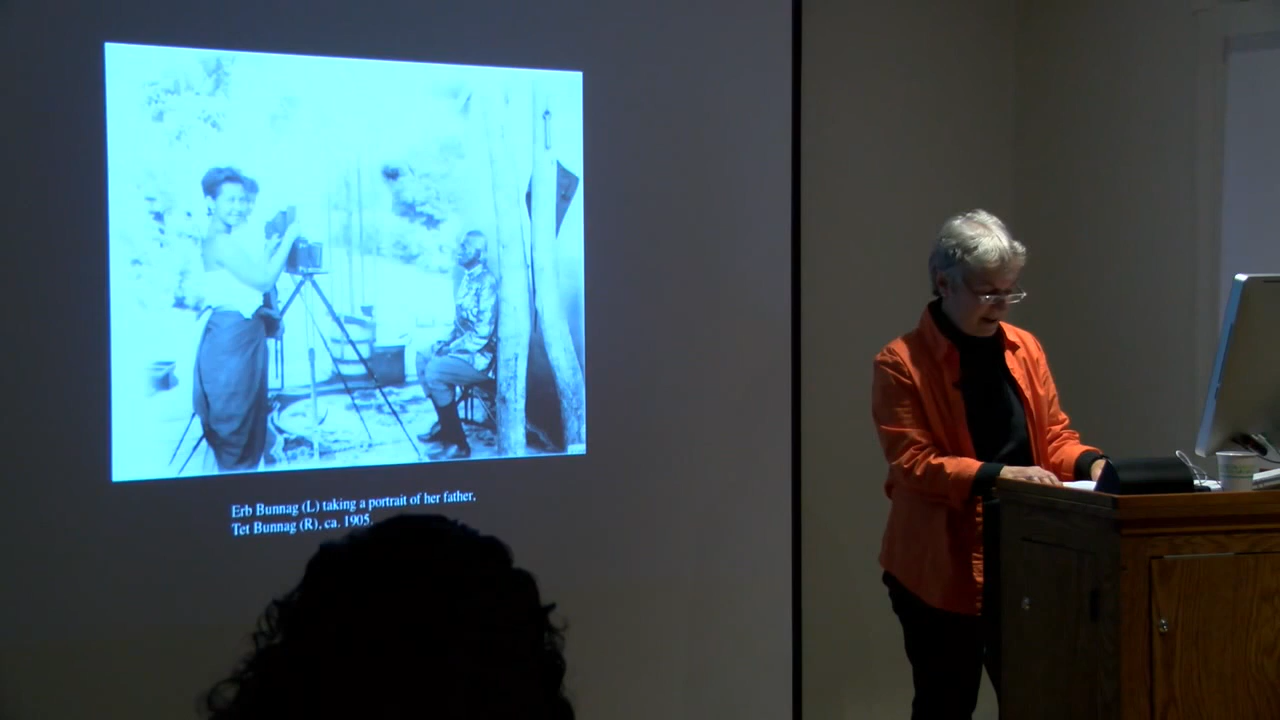 Erb Bunnag (L) taking a portrait of her father,
Tet Bunnag (R), ca. 1905.